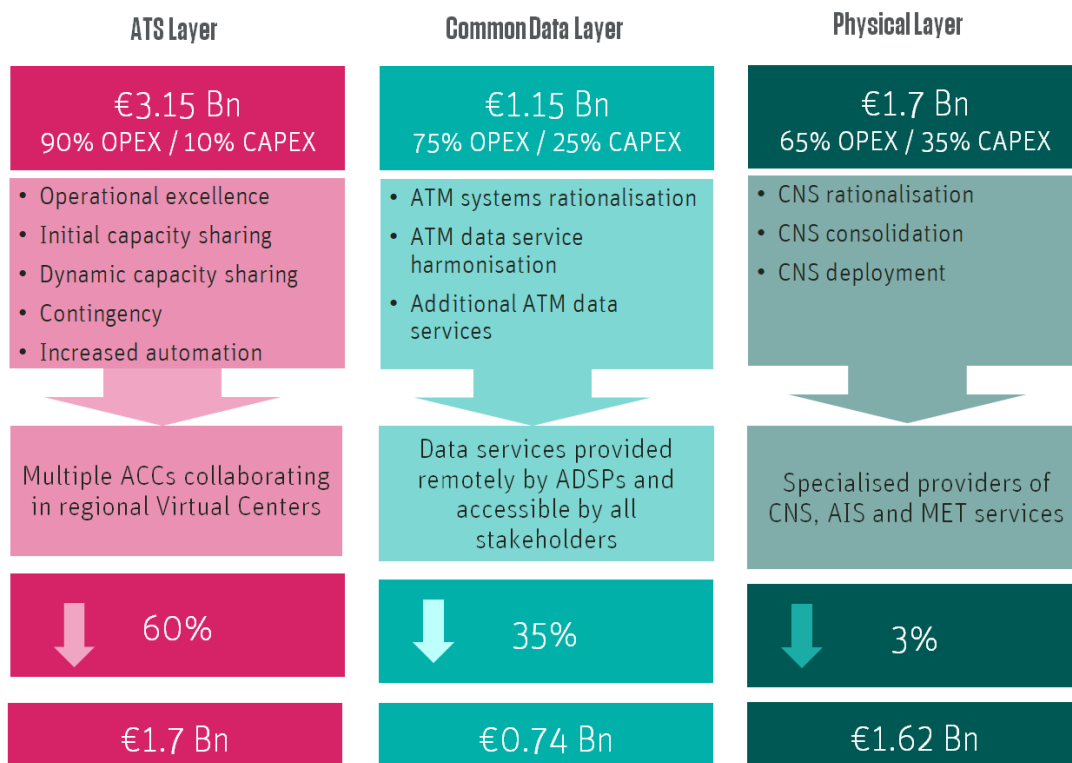 ATS Layer
€3.15 Bn
90% OPEX / 10% CAPEX
• Operational excellence
• Initial capacity sharing
• Dynamic capacity sharing
• Contingency
• Increased automation
Multiple ACCs collaborating
in regional Virtual Centers
60%
€1.7 Bn
Common Data Layer
€1.15 Bn
75% OPEX / 25% CAPEX
• ATM systems rationalisation
• ATM data service
harmonisation
• Additional ATM data
services
Data services provided
remotely by ADSPs and
accessible by all
stakeholders
35%
€0.74 Bn
Physical Layer
€1.7 Bn
65% OPEX / 35% CAPEX
• CNS rationalisation
• CNS consolidation
• CNS deployment
Specialised providers of
CNS, AIS and MET services
3%
€1.62 Bn